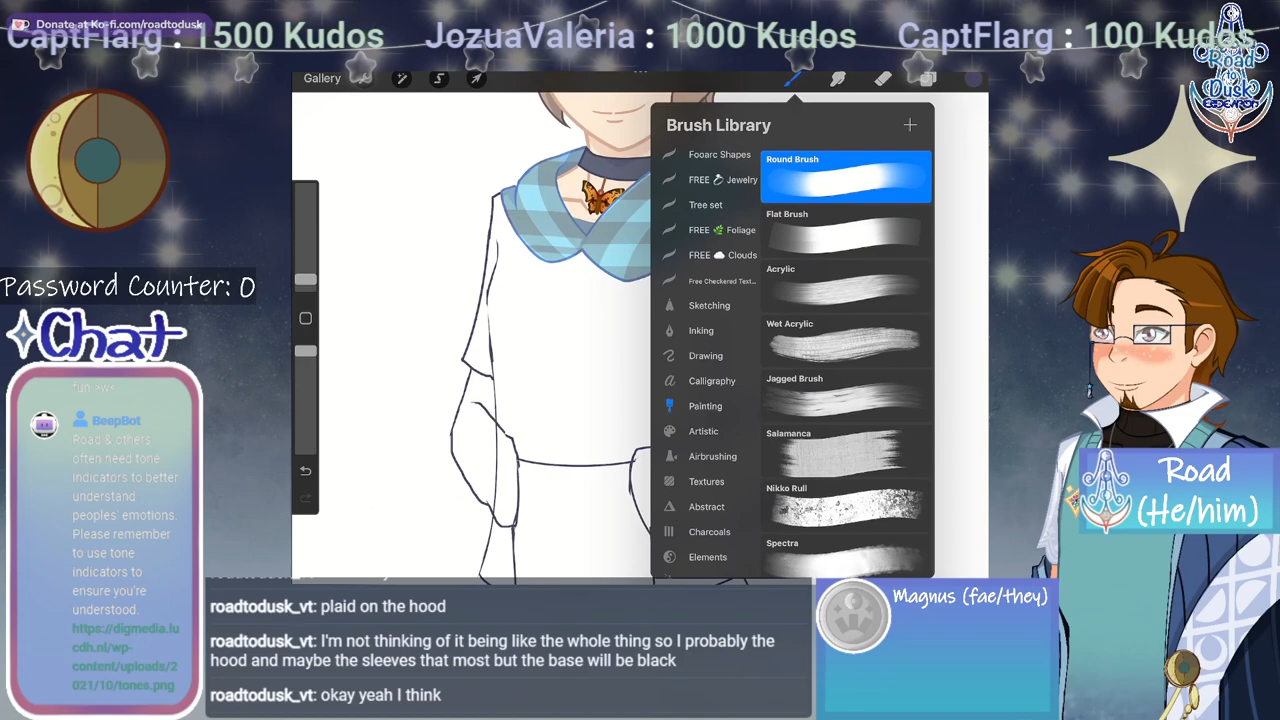 Donate at Ko-fi.com/roadtodusk
CaptFlarg : 1500 Kudos JozuaValeria : 1000 Kudos CaptFlarg : 100 Kudos
Road
to
Dusk
Gallery
Brush Library
Fooarc Shapes
FREE 💍 Jewelry
Tree set
FREE 🌿 Foliage
FREE ☁️ Clouds
Free Checkered Text...
Sketching
Inking
Drawing
Calligraphy
Painting
Artistic
Airbrushing
Textures
Abstract
Charcoals
Elements
Round Brush
Flat Brush
Acrylic
Wet Acrylic
Jagged Brush
Salamanca
Nikko Rull
Spectra
Password Counter: 0
Chat
BeepBot
Road & others
often need tone
indicators to better
understand
peoples' emotions.
Please remember
to use tone
indicators to
ensure you're
understood.
https://digmedia.lu
cdh.nl/wp-
content/uploads/2
021/10/tones.png
roadtodusk_vt: plaid on the hood
roadtodusk_vt: I'm not thinking of it being like the whole thing so I probably the
hood and maybe the sleeves that most but the base will be black
roadtodusk_vt: okay yeah I think
Magnus (fae/they)
Road
(He/him)